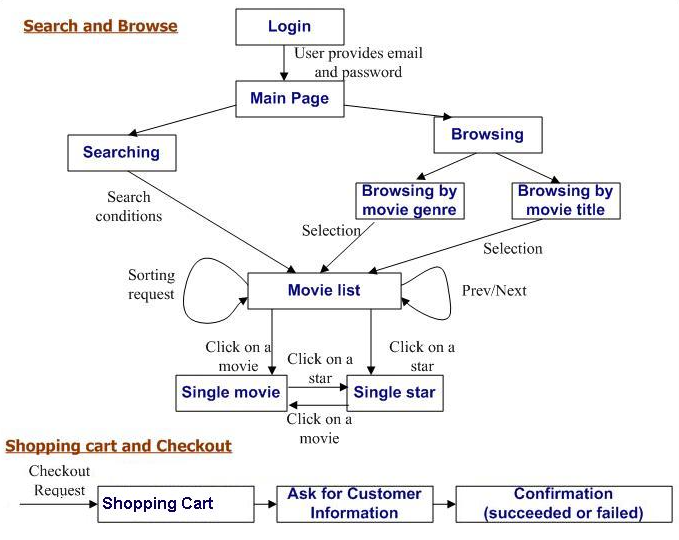 Search and Browse
Login
User provides email
and password
Main Page
Browsing
Searching
Search
conditions
Browsing by
movie genre
Browsing by
movie title
Selection
Selection
Sorting
request
Movie list
Prev/Next
Click on a
movie
Click on a
star
Click on a
star
Single movie
Single star
Click on a
movie
Shopping cart and Checkout
Checkout
Request
Shopping Cart
Ask for Customer
Information
Confirmation
(succeeded or failed)